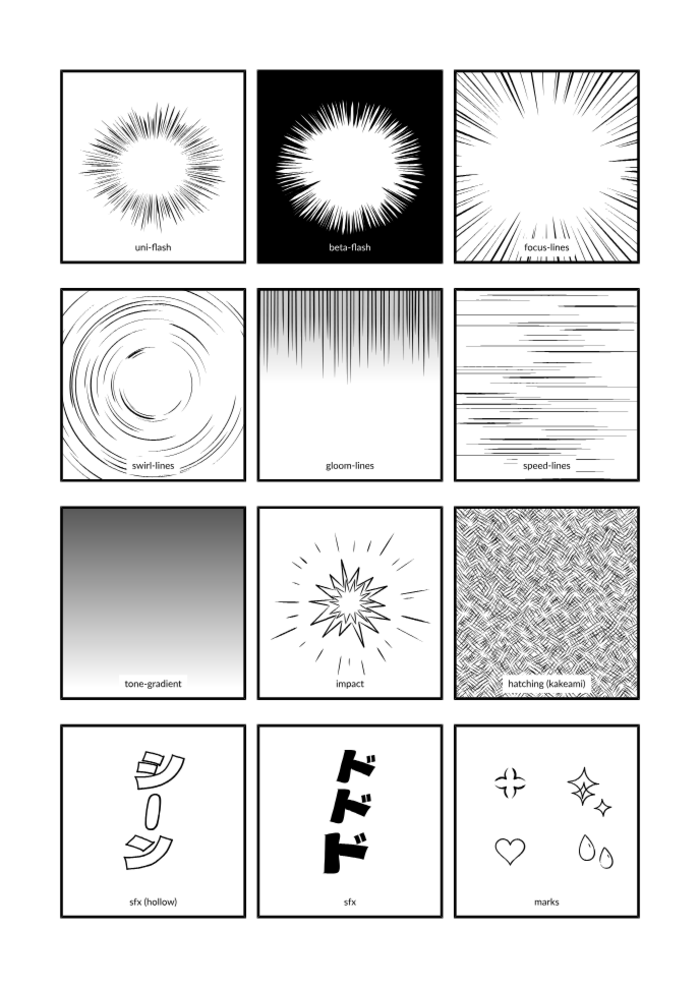 uni-flash
beta-flash
focus-lines
swirl-lines
gloom-lines
speed-lines
tone-gradient
impact
hatching (kakeami)
シーン
sfx (hollow)
ドドド
sfx
marks